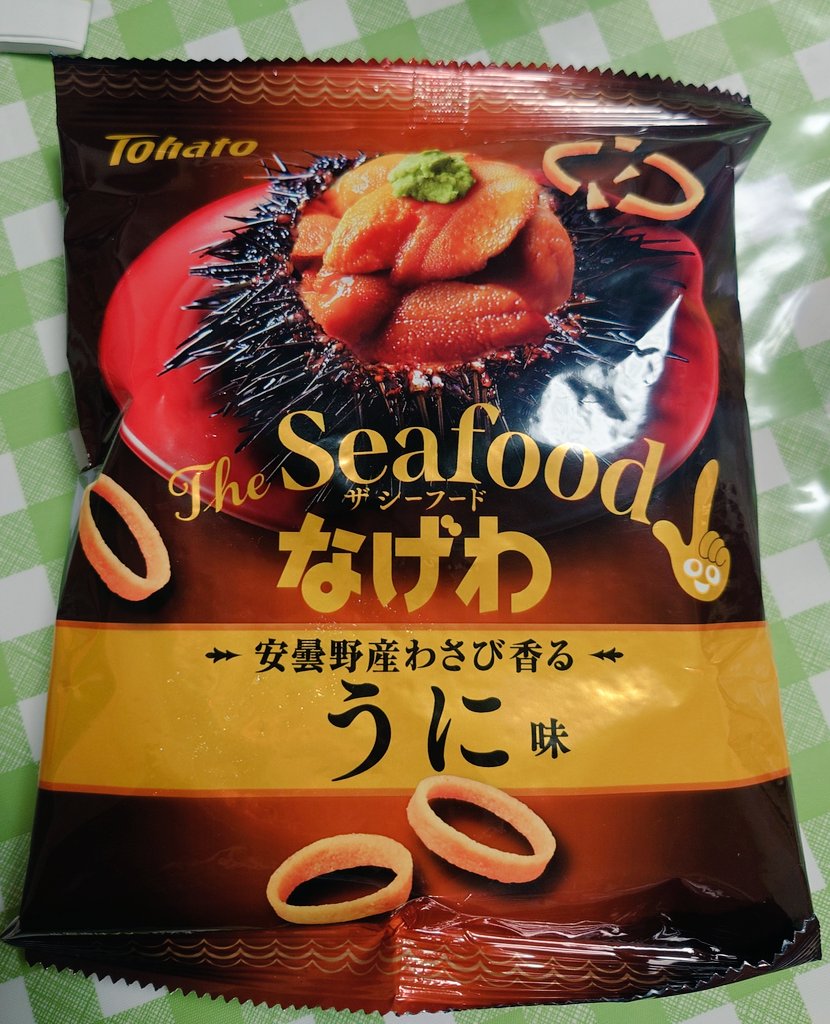 Tohato
The Seafood
ザ シーフード
なげわ
安曇野産わさび香る
うに味